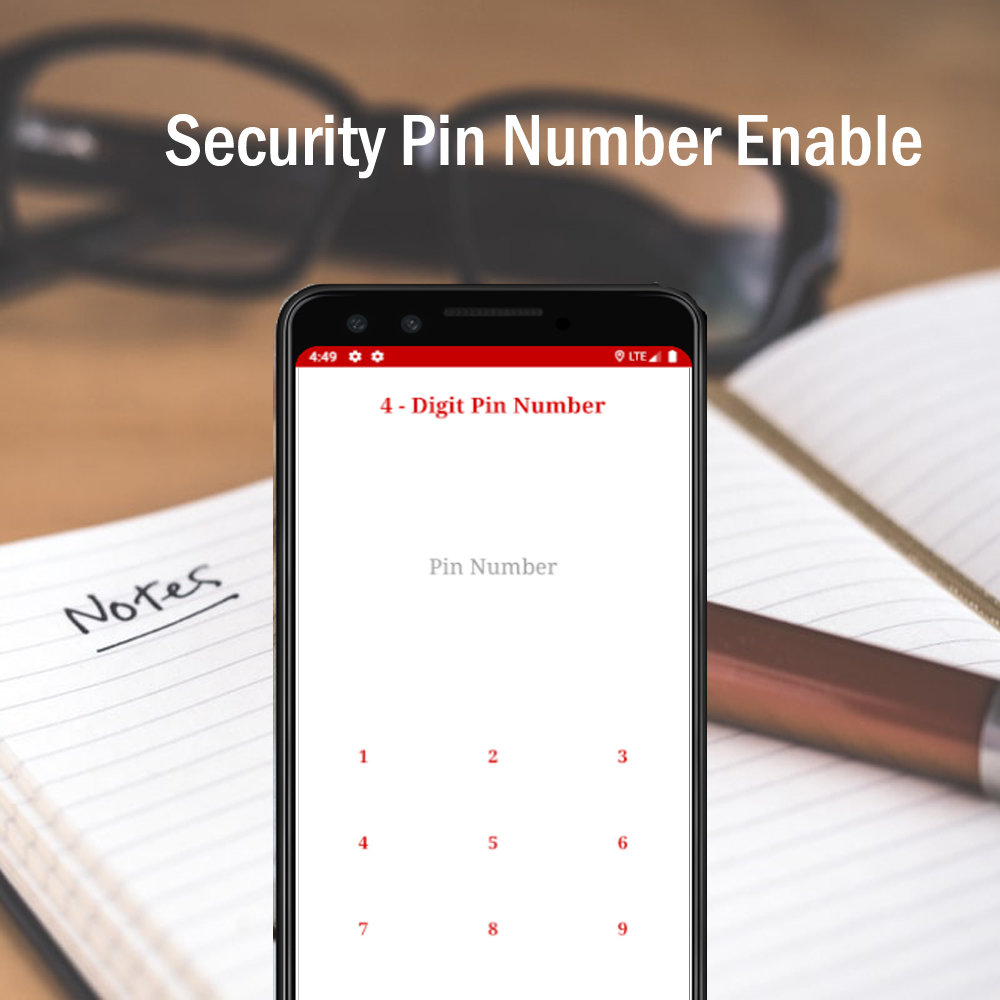 Security Pin Number Enable
4:49 LTE
4 - Digit Pin Number
Pin Number
Notes
1 2 3
4 5 6
7 8 9